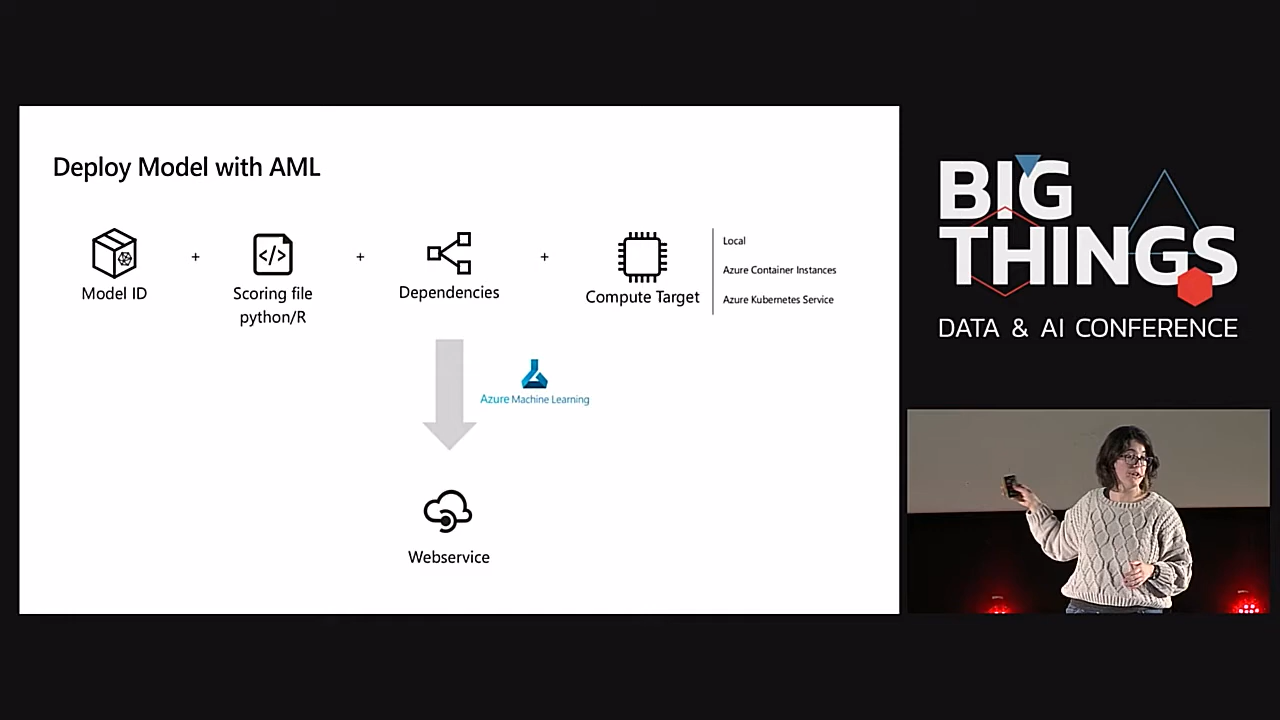 Deploy Model with AML
Model ID
+
</>
Scoring file
python/R
+
Dependencies
+
Compute Target
Local
Azure Container Instances
Azure Kubernetes Service
Azure Machine Learning
Webservice
BIG
THINGS
DATA & AI CONFERENCE